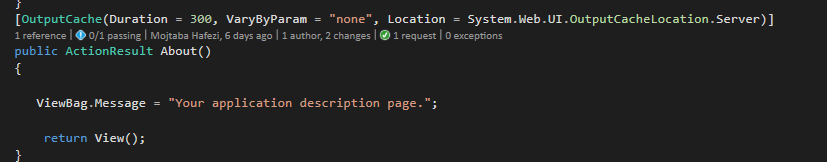 }
[OutputCache(Duration = 300, VaryByParam = "none", Location = System.Web.UI.OutputCacheLocation.Server)]
1 reference | 0/1 passing | Mojtaba Hafezi, 6 days ago | 1 author, 2 changes | 1 request | 0 exceptions
public ActionResult About()
{
ViewBag.Message = "Your application description page.";
return View();
}